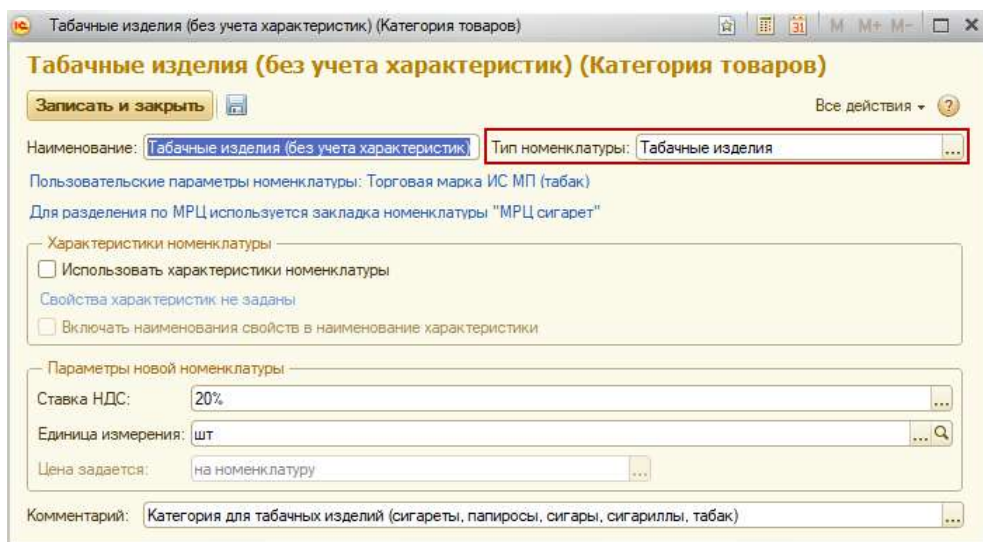 1С Табачные изделия (без учета характеристик) (Категория товаров) 31 M M+ M-
Табачные изделия (без учета характеристик) (Категория товаров)
Записать и закрыть Все действия ?
Наименование: Табачные изделия (без учета характеристик) Тип номенклатуры: Табачные изделия ...
Пользовательские параметры номенклатуры: Торговая марка ИС МП (табак)
Для разделения по МРЦ используется закладка номенклатуры "МРЦ сигарет"
Характеристики номенклатуры
Использовать характеристики номенклатуры
Свойства характеристик не заданы
Включать наименования свойств в наименование характеристики
Параметры новой номенклатуры
Ставка НДС: 20% ...
Единица измерения: шт ...
Цена задается: на номенклатуру ...
Комментарий: Категория для табачных изделий (сигареты, папиросы, сигары, сигариллы, табак) ...